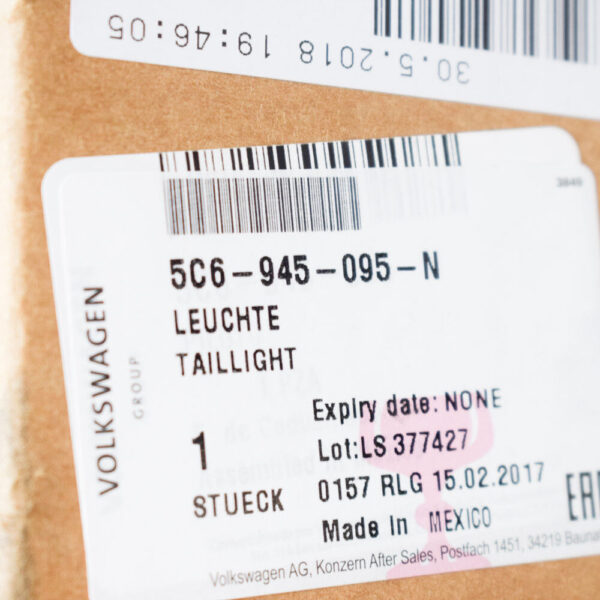 30.5.2018 19:46:05
3840
5C6-945-095-N
LEUCHTE
TAILLIGHT
VOLKSWAGEN
GROUP
1
STUECK
Expiry date: NONE
Lot:LS 377427
0157 RLG 15.02.2017
Made In MEXICO
Volkswagen AG, Konzern After Sales, Postfach 1451, 34219 Bauna